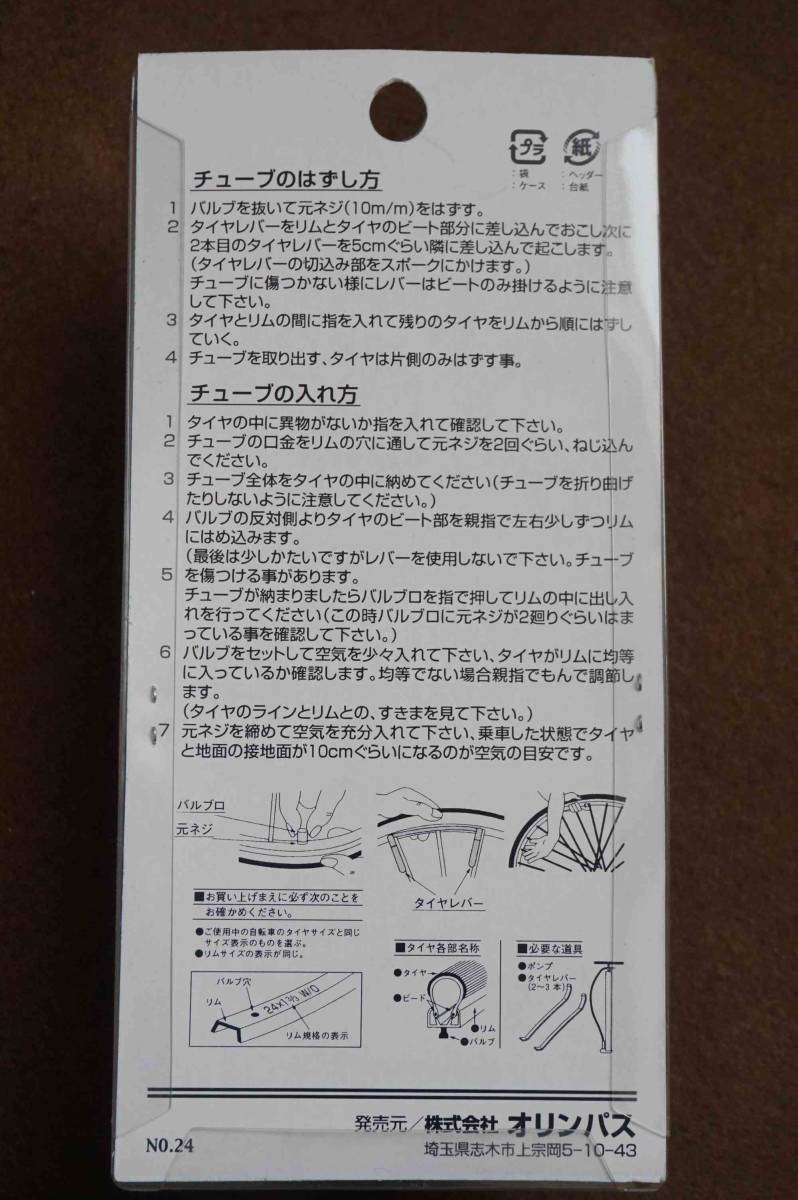 プラ 紙
：袋 ：ヘッダー
：ケース ：台紙
チューブのはずし方
1 バルブを抜いて元ネジ(10m/m)をはずす。
2 タイヤレバーをリムとタイヤのビート部分に差し込んでおこし次に
2本目のタイヤレバーを5cmぐらい隣に差し込んで起こします。
(タイヤレバーの切込み部をスポークにかけます。)
チューブに傷つかない様にレバーはビートのみ掛けるように注意
して下さい。
3 タイヤとリムの間に指を入れて残りのタイヤをリムから順にはずし
ていく。
4 チューブを取り出す、タイヤは片側のみはずす事。
チューブの入れ方
1 タイヤの中に異物がないか指を入れて確認して下さい。
2 チューブの口金をリムの穴に通して元ネジを2回ぐらい、ねじ込ん
でください。
3 チューブ全体をタイヤの中に納めてください(チューブを折り曲げ
たりしないように注意してください。)
4 バルブの反対側よりタイヤのビート部を親指で左右少しずつリム
にはめ込みます。
(最後は少しかたいですがレバーを使用しないで下さい。チューブ
5 を傷つける事があります。
チューブが納まりましたらバルブロを指で押してリムの中に出し入
れを行ってください(この時バルブロに元ネジが2廻りぐらいはま
っている事を確認して下さい。)
6 バルブをセットして空気を少々入れて下さい、タイヤがリムに均等
に入っているか確認します。均等でない場合親指でもんで調節し
ます。
(タイヤのラインとリムとの、すきまを見て下さい。)
7 元ネジを締めて空気を充分入れて下さい、乗車した状態でタイヤ
と地面の接地面が10cmぐらいになるのが空気の目安です。
バルブロ
元ネジ
タイヤレバー
■お買い上げまえに必ず次のことを
お確かめください。
●ご使用中の自転車のタイヤサイズと同じ
サイズ表示のものを選ぶ。
●リムサイズの表示が同じ。
バルブ穴
リム
24×1 3/8 W/O
リム規格の表示
■タイヤ各部名称
●タイヤ
●ビード
●リム
●バルブ
■必要な道具
●ポンプ
●タイヤレバー
(2〜3本)
発売元／株式会社 オリンパス
NO.24
埼玉県志木市上宗岡5-10-43